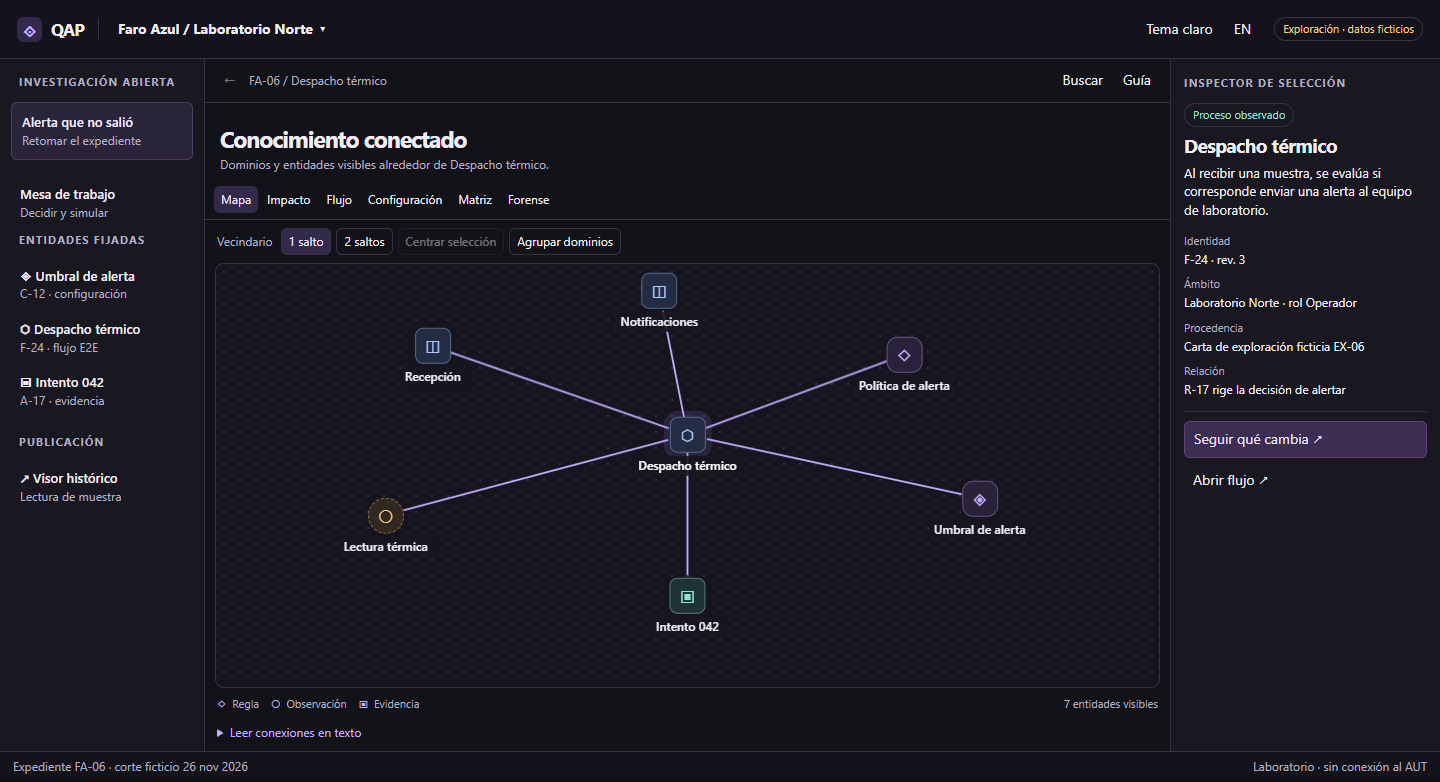 QAP
Faro Azul / Laboratorio Norte ▾
Tema claro
EN
Exploración · datos ficticios
INVESTIGACIÓN ABIERTA
Alerta que no salió
Retomar el expediente
Mesa de trabajo
Decidir y simular
ENTIDADES FIJADAS
◈ Umbral de alerta
C-12 · configuración
⬡ Despacho térmico
F-24 · flujo E2E
▣ Intento 042
A-17 · evidencia
PUBLICACIÓN
↗ Visor histórico
Lectura de muestra
← FA-06 / Despacho térmico
Buscar
Guía
Conocimiento conectado
Dominios y entidades visibles alrededor de Despacho térmico.
Mapa
Impacto
Flujo
Configuración
Matriz
Forense
Vecindario
1 salto
2 saltos
Centrar selección
Agrupar dominios
Notificaciones
Recepción
Política de alerta
Despacho térmico
Umbral de alerta
Lectura térmica
Intento 042
◇ Regla
○ Observación
▣ Evidencia
7 entidades visibles
▶ Leer conexiones en texto
INSPECTOR DE SELECCIÓN
Proceso observado
Despacho térmico
Al recibir una muestra, se evalúa si
corresponde enviar una alerta al equipo
de laboratorio.
Identidad
F-24 · rev. 3
Ámbito
Laboratorio Norte · rol Operador
Procedencia
Carta de exploración ficticia EX-06
Relación
R-17 rige la decisión de alertar
Seguir qué cambia ↗
Abrir flujo ↗
Expediente FA-06 · corte ficticio 26 nov 2026
Laboratorio · sin conexión al AUT